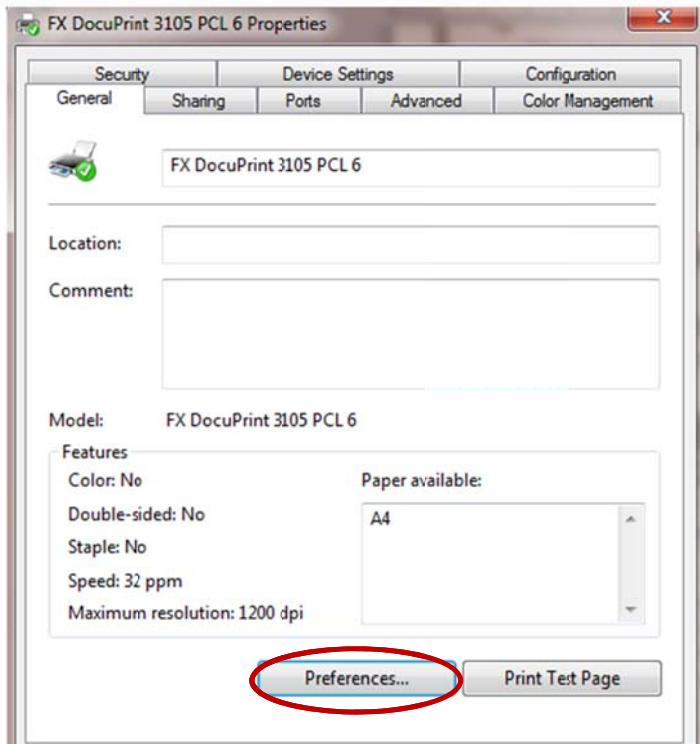 FX DocuPrint 3105 PCL 6 Properties
Security Device Settings Configuration
General Sharing Ports Advanced Color Management
FX DocuPrint 3105 PCL 6
Location:
Comment:
Model: FX DocuPrint 3105 PCL 6
Features
Color: No Paper available:
Double-sided: No A4
Staple: No
Speed: 32 ppm
Maximum resolution: 1200 dpi
Preferences... Print Test Page